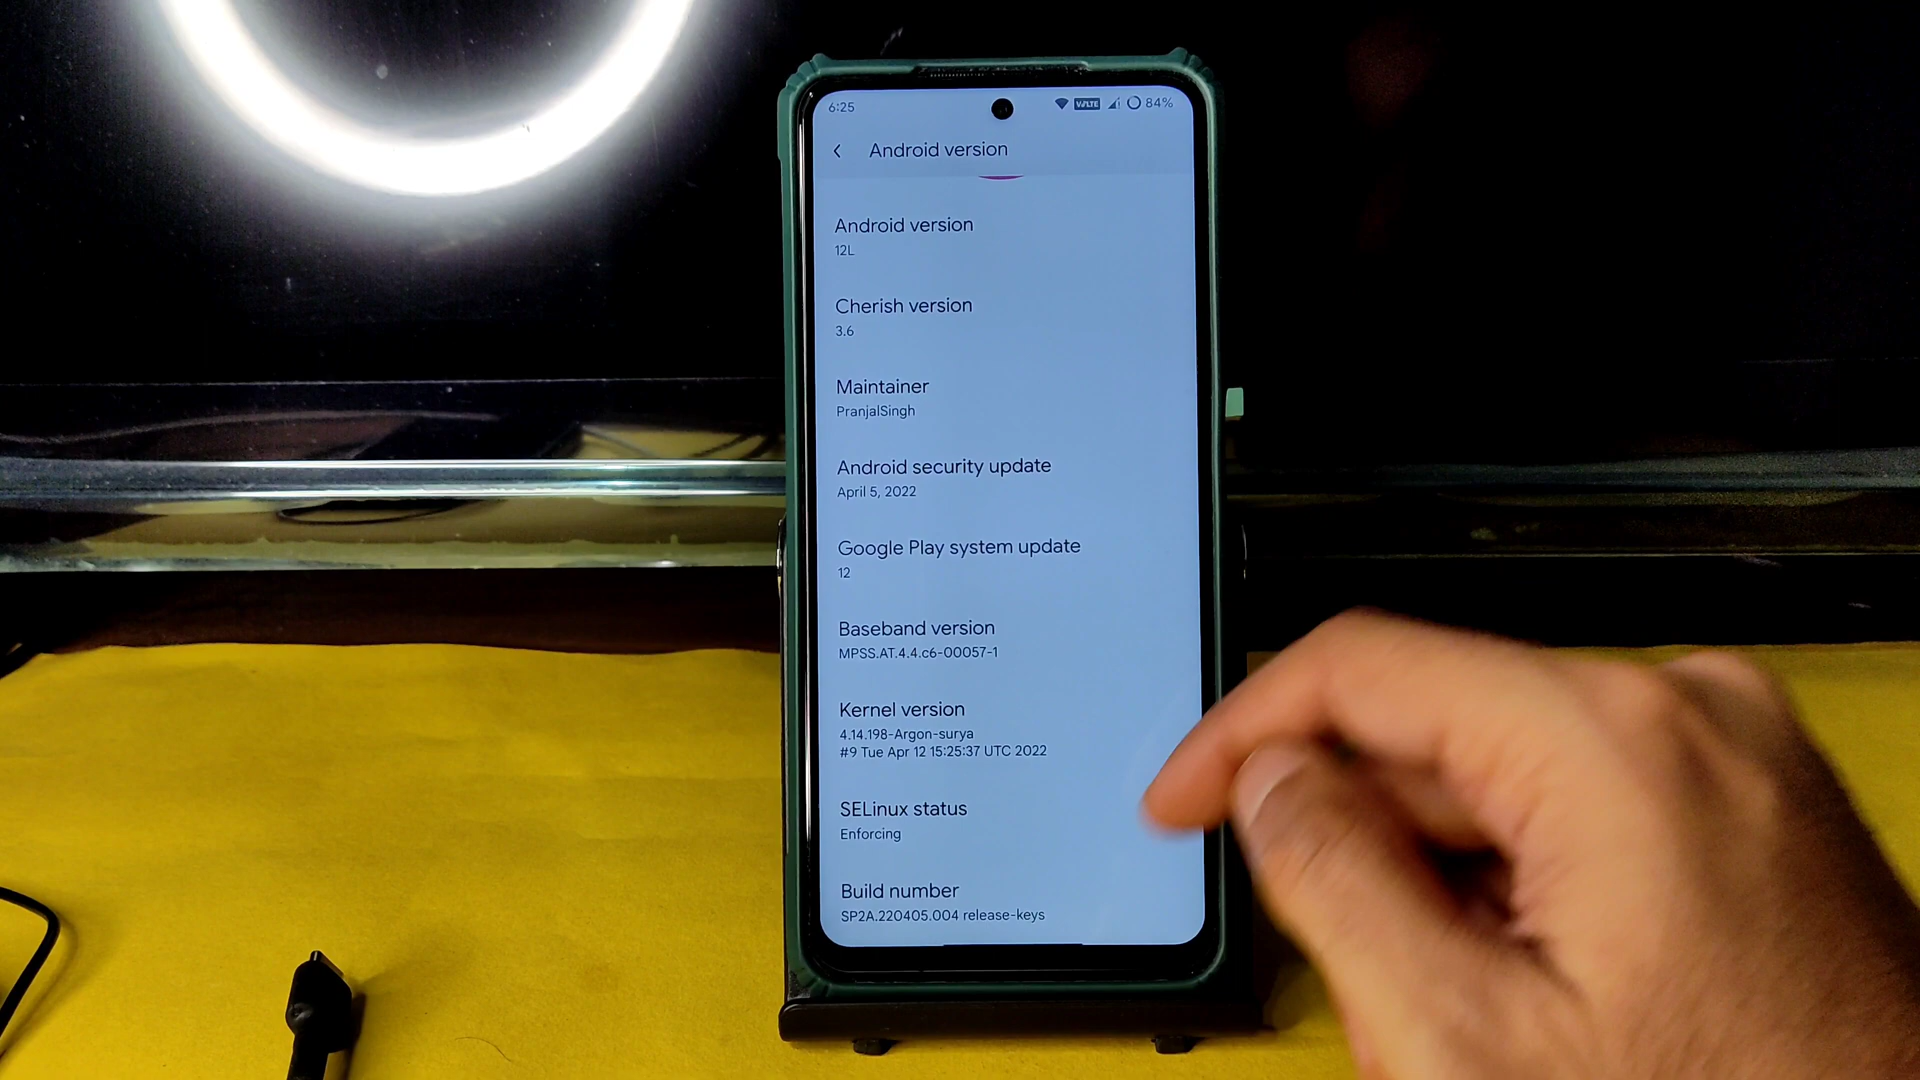 6:25
VoLTE 84%
Android version
Android version
12L
Cherish version
3.6
Maintainer
PranjalSingh
Android security update
April 5, 2022
Google Play system update
12
Baseband version
MPSS.AT.4.4.c6-00057-1
Kernel version
4.14.198-Argon-surya
#9 Tue Apr 12 15:25:37 UTC 2022
SELinux status
Enforcing
Build number
SP2A.220405.004 release-keys